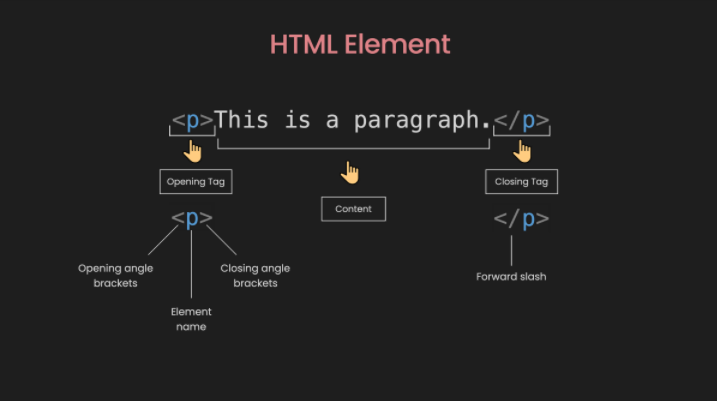 HTML Element
<p>This is a paragraph.</p>
Opening Tag
Content
Closing Tag
<p>
</p>
Opening angle
brackets
Element
name
Closing angle
brackets
Forward slash